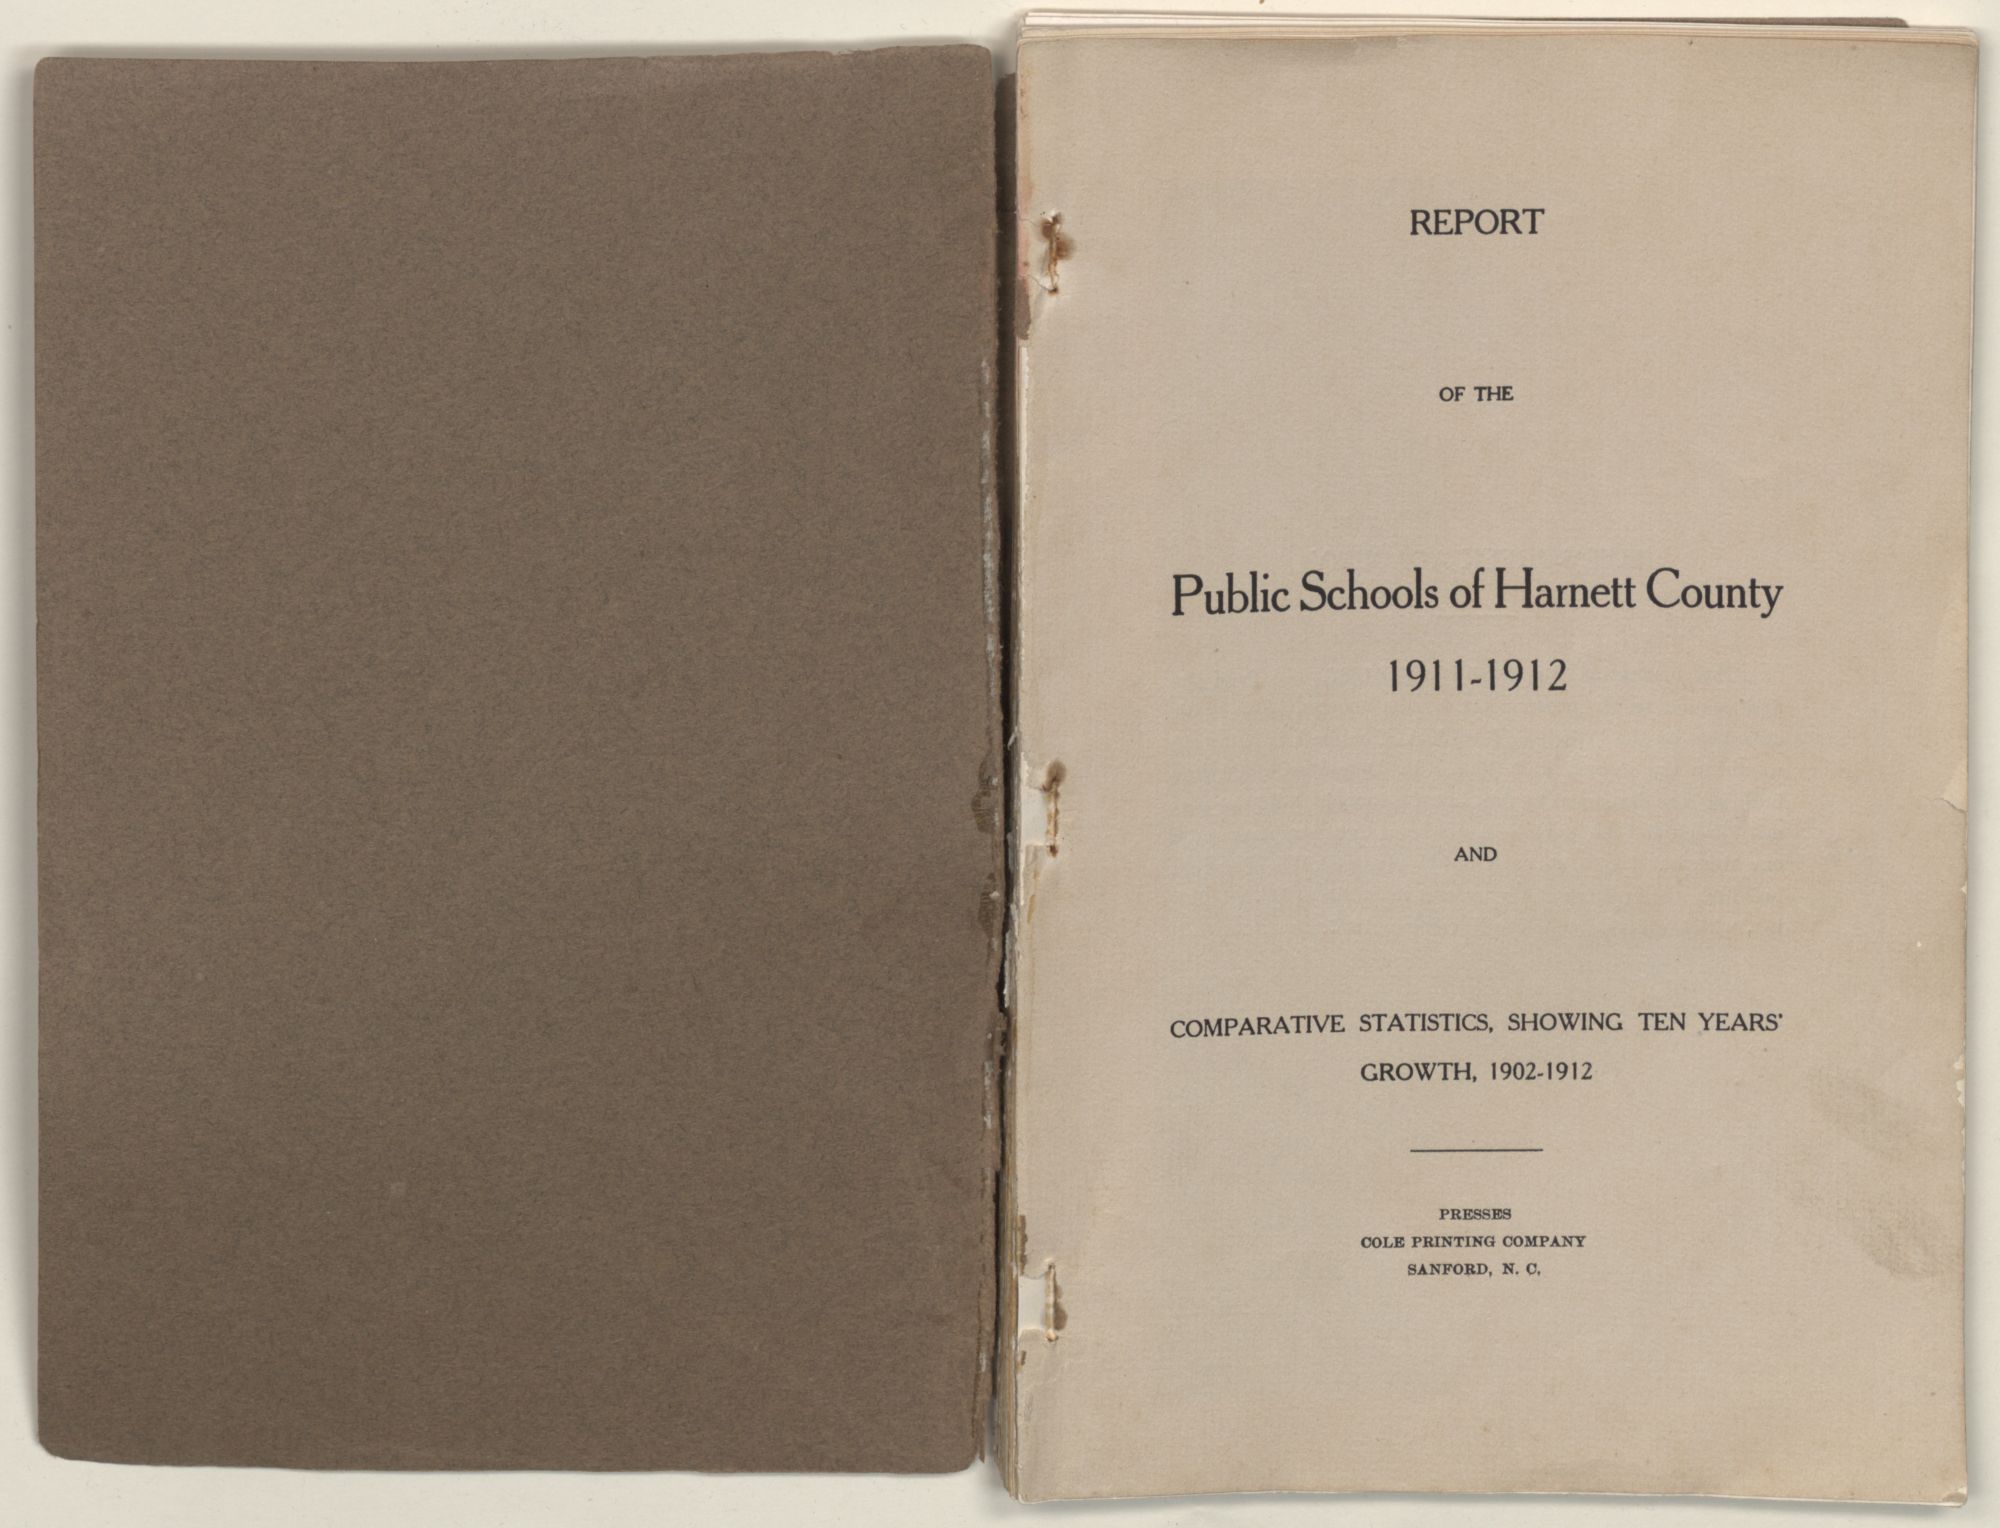 REPORT
OF THE
Public Schools of Harnett County
1911-1912
AND
COMPARATIVE STATISTICS, SHOWING TEN YEARS'
GROWTH, 1902-1912
PRESSES
COLE PRINTING COMPANY
SANFORD, N. C.